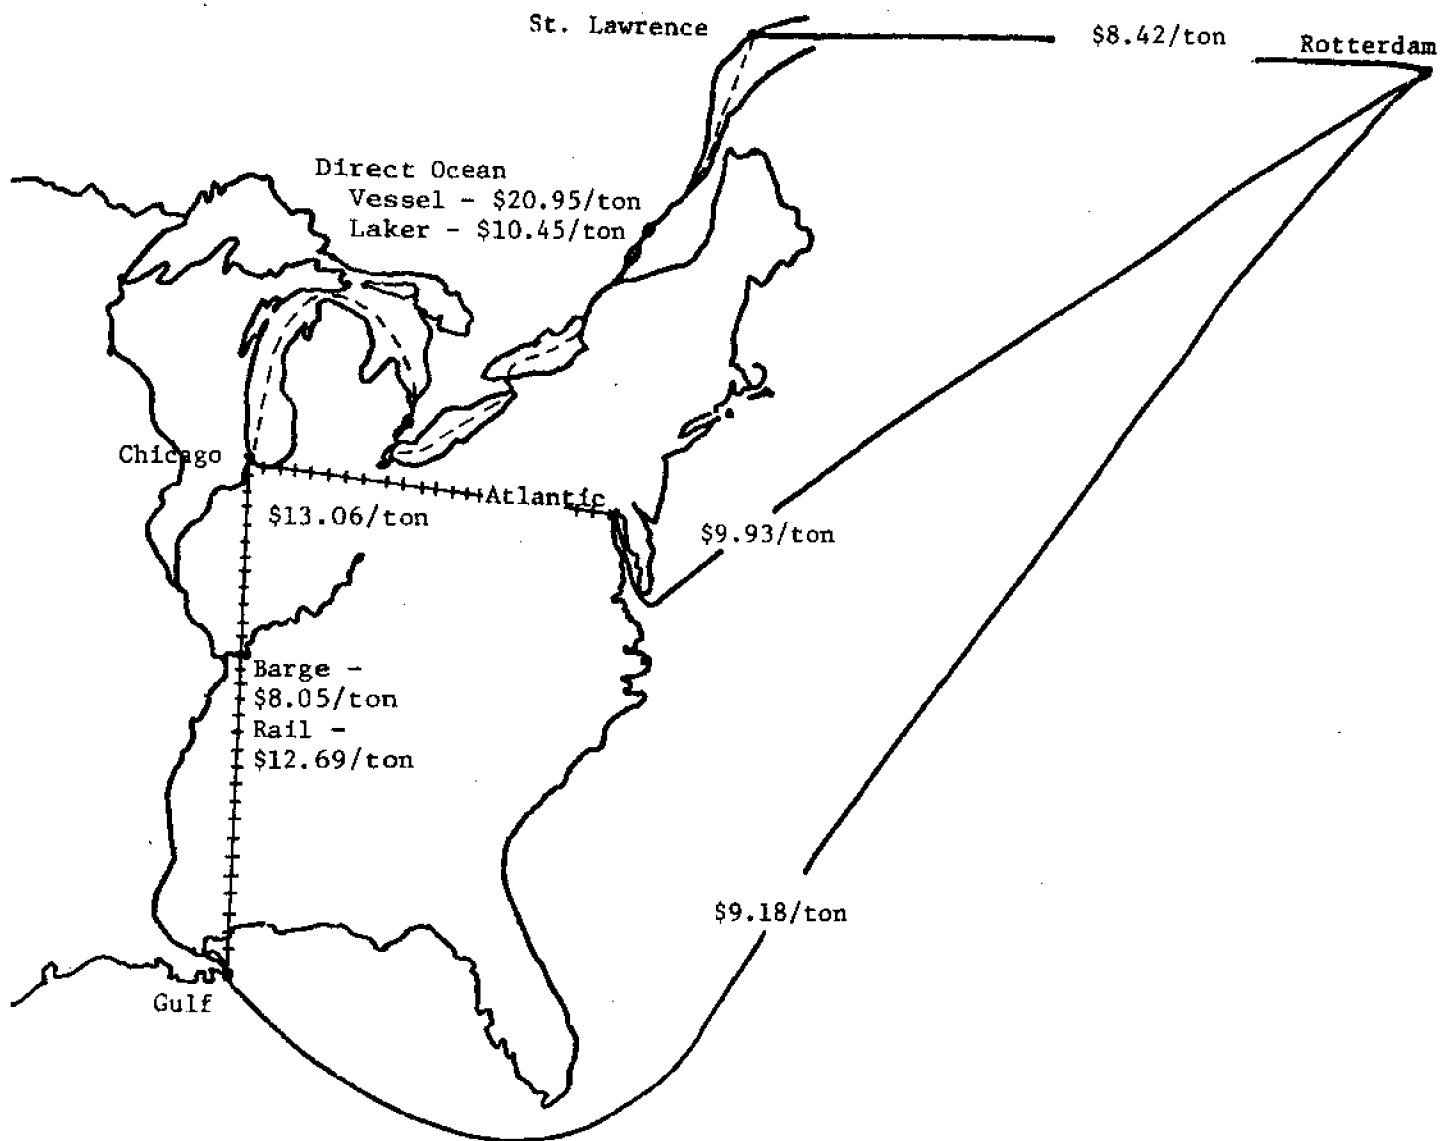 St. Lawrence
$8.42/ton
Rotterdam
Direct Ocean
Vessel - $20.95/ton
Laker - $10.45/ton
Chicago
Atlantic
$13.06/ton
$9.93/ton
Barge -
$8.05/ton
Rail -
$12.69/ton
$9.18/ton
Gulf